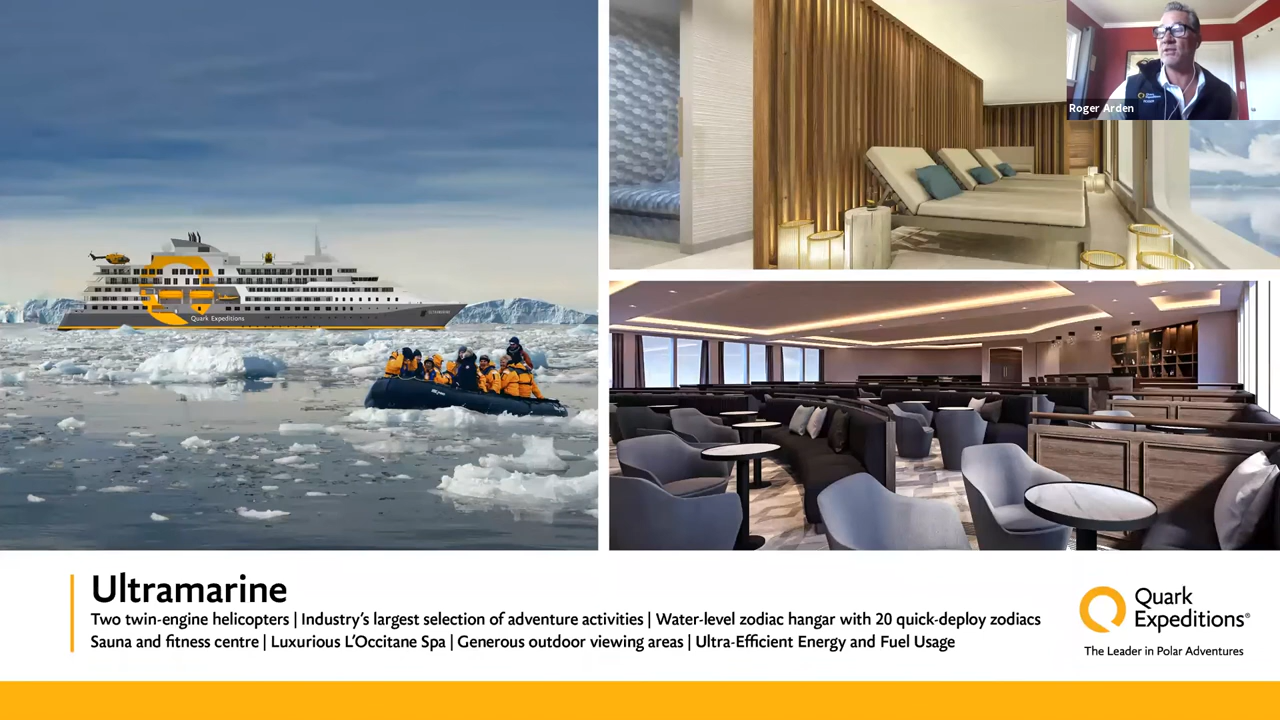 Roger Arden
Quark Expeditions
Ultramarine
Two twin-engine helicopters | Industry's largest selection of adventure activities | Water-level zodiac hangar with 20 quick-deploy zodiacs
Sauna and fitness centre | Luxurious L'Occitane Spa | Generous outdoor viewing areas | Ultra-Efficient Energy and Fuel Usage
Quark
Expeditions®
The Leader in Polar Adventures